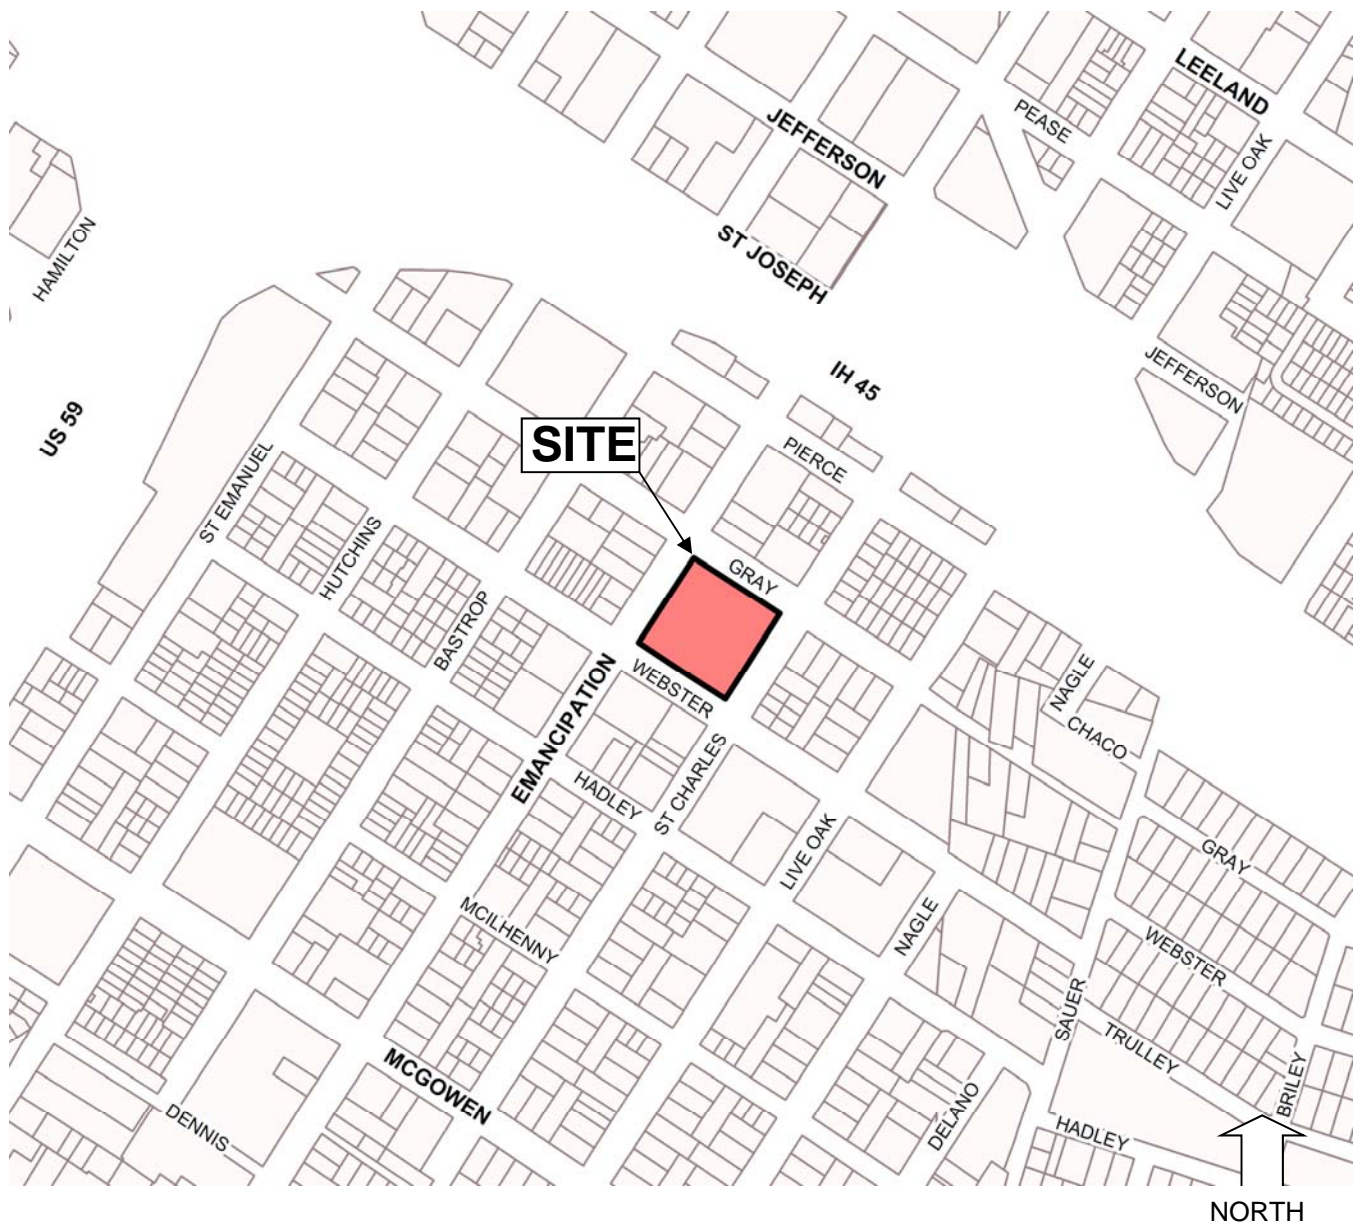 LEELAND
PEASE
JEFFERSON
LIVE OAK
HAMILTON
ST JOSEPH
JEFFERSON
IH 45
US 59
SITE
PIERCE
ST EMANUEL
HUTCHINS
GRAY
BASTROP
WEBSTER
EMANCIPATION
NAGLE
CHACO
ST CHARLES
HADLEY
LIVE OAK
GRAY
NAGLE
MCILHENNY
WEBSTER
SAUER
TRULLEY
MCGOWEN
BRILEY
DENNIS
DELANO
HADLEY
NORTH